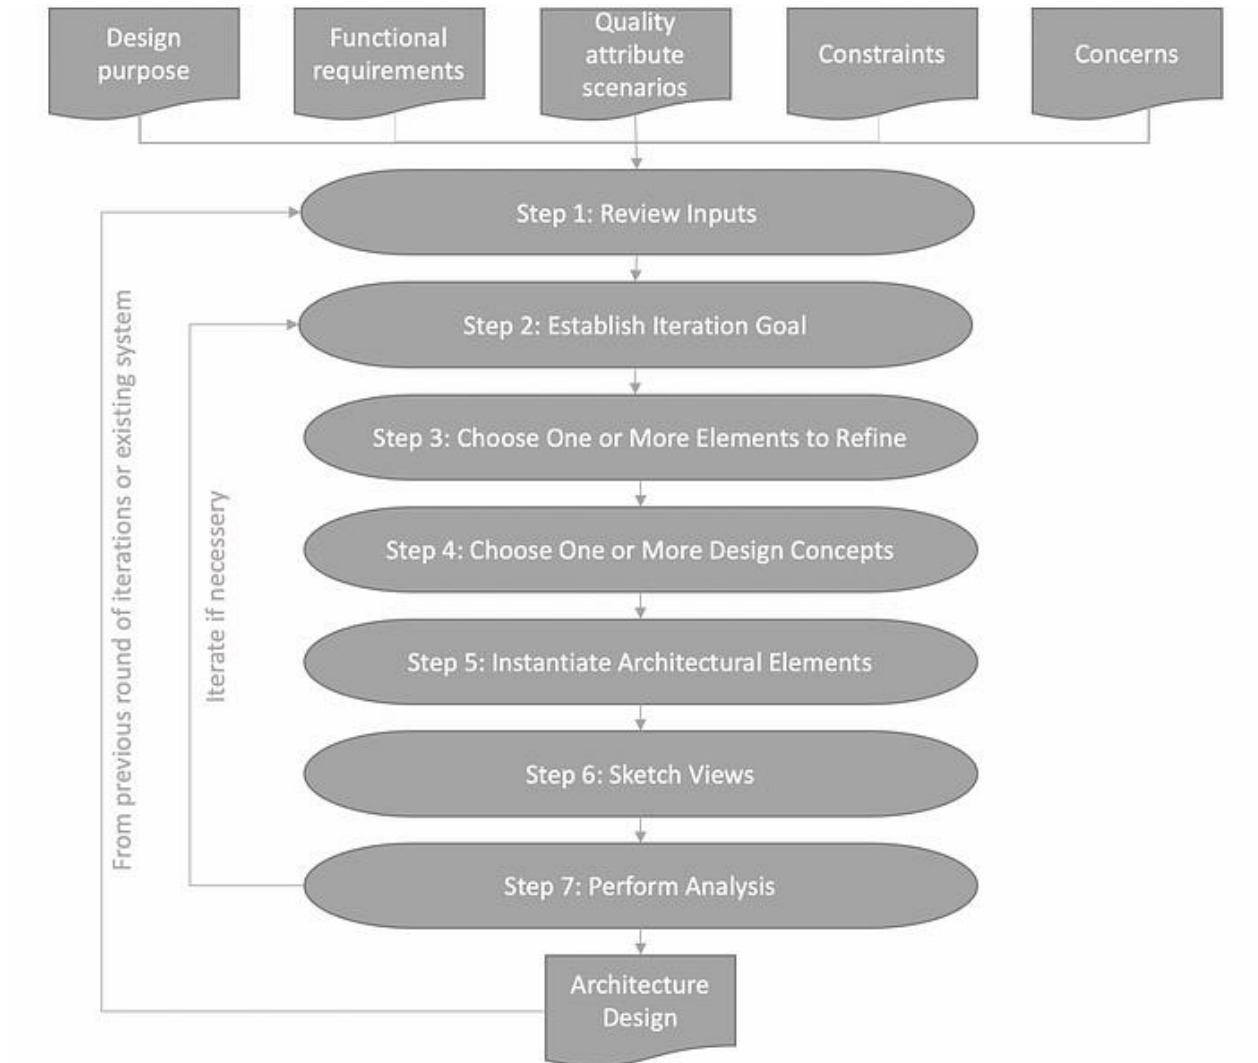 Design
purpose
Functional
requirements
Quality
attribute
scenarios
Constraints
Concerns
Step 1: Review Inputs
Step 2: Establish Iteration Goal
Step 3: Choose One or More Elements to Refine
Step 4: Choose One or More Design Concepts
Step 5: Instantiate Architectural Elements
Step 6: Sketch Views
Step 7: Perform Analysis
Architecture
Design
From previous round of iterations or existing system
Iterate if necessery